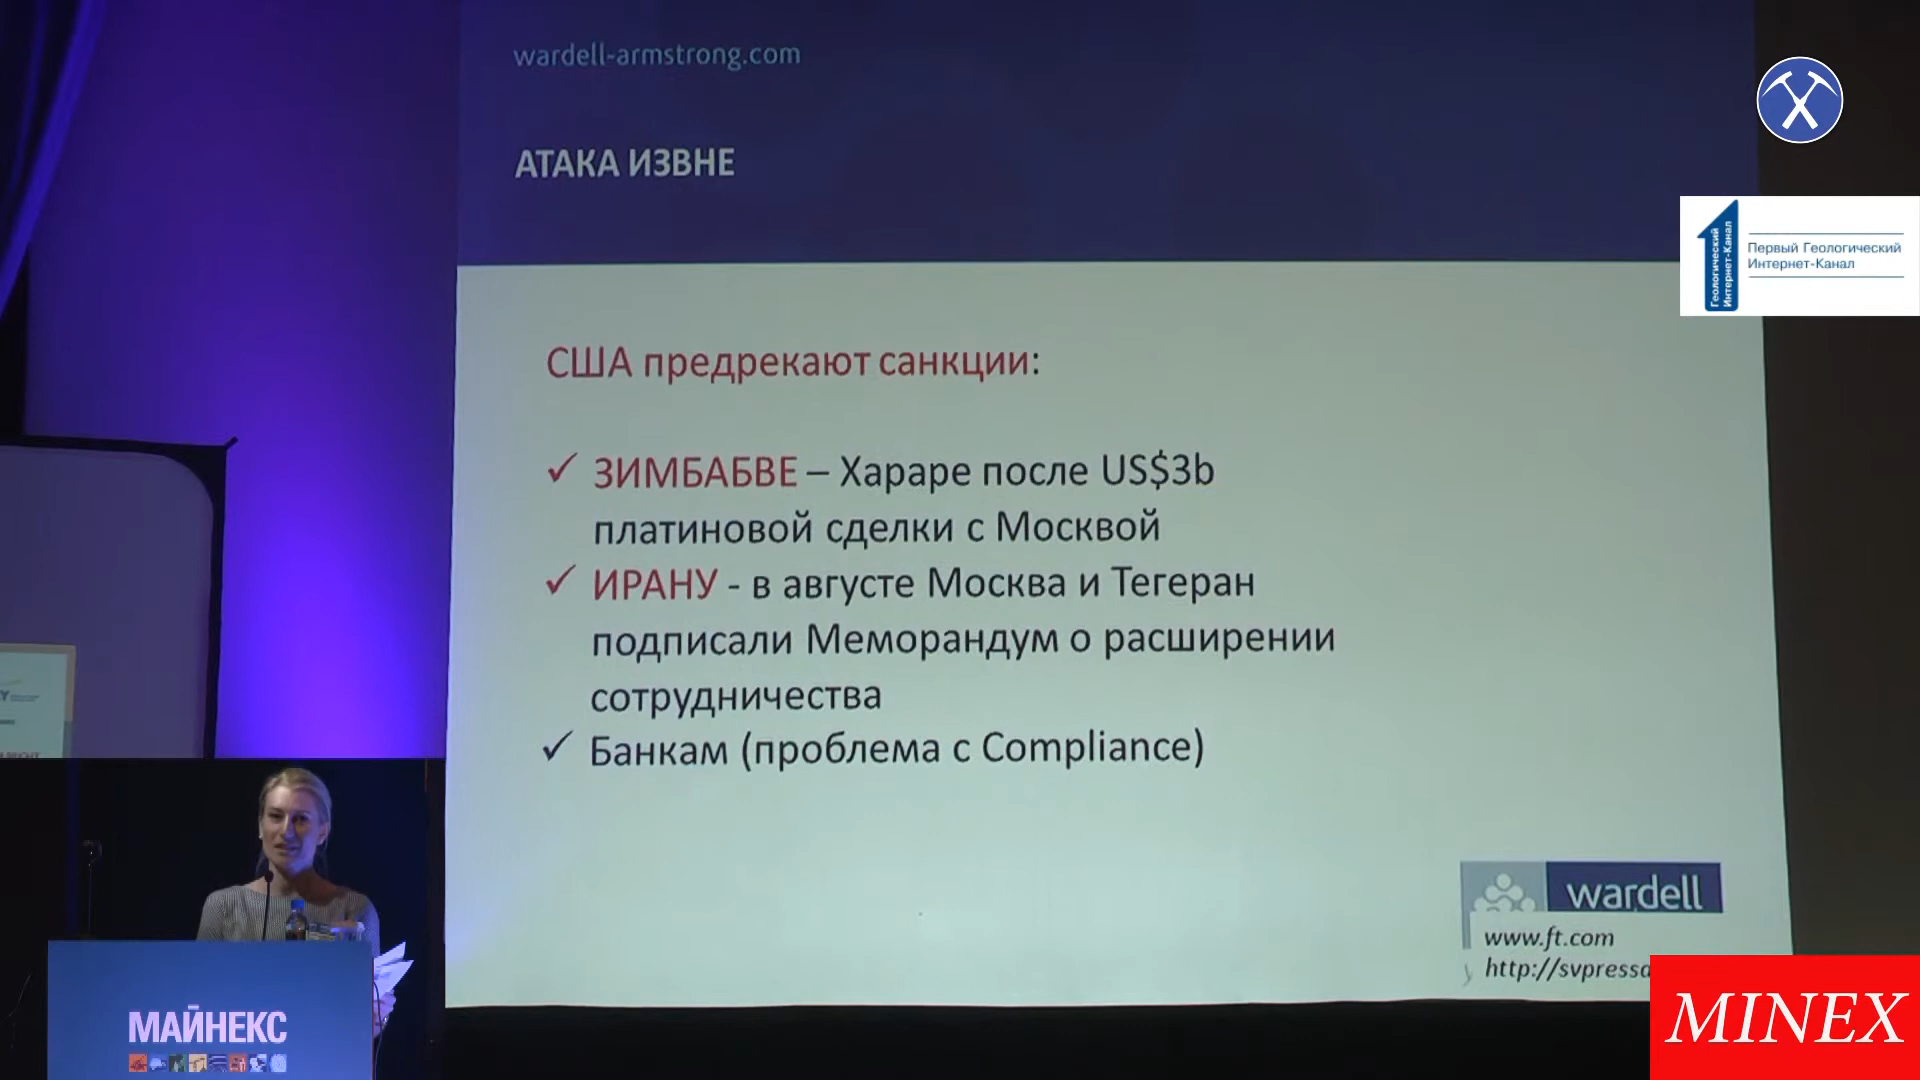 wardell-armstrong.com
АТАКА ИЗВНЕ
Геологический
Интернет-Канал
Первый Геологический
Интернет-Канал
США предрекают санкции:
✓ ЗИМБАБВЕ – Хараре после US$3b
платиновой сделки с Москвой
✓ ИРАНУ - в августе Москва и Тегеран
подписали Меморандум о расширении
сотрудничества
✓ Банкам (проблема с Compliance)
wardell
www.ft.com
http://svpressa
МАЙНЕКС
MINEX